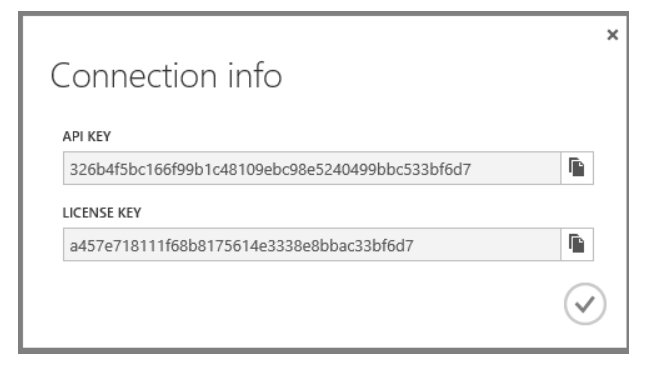 Connection info
API KEY
326b4f5bc166f99b1c48109ebc98e5240499bbc533bf6d7
LICENSE KEY
a457e718111f68b8175614e3338e8bbac33bf6d7